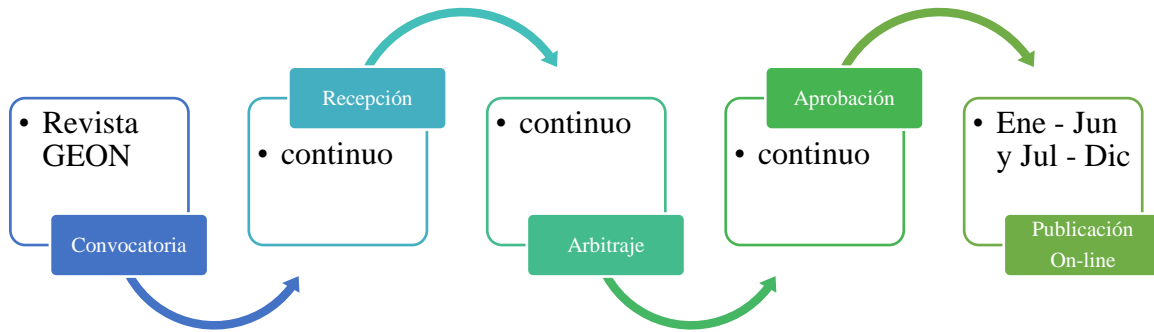 • Revista
GEON
Convocatoria
Recepción
• continuo
• continuo
Arbitraje
Aprobación
• continuo
• Ene - Jun
y Jul - Dic
Publicación
On-line